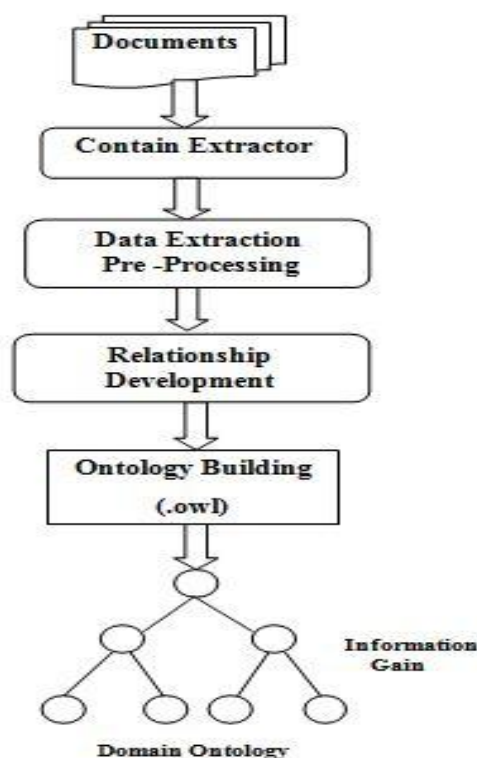 Documents
Contain Extractor
Data Extraction
Pre -Processing
Relationship
Development
Ontology Building
(.owl)
Information
Gain
Domain Ontology